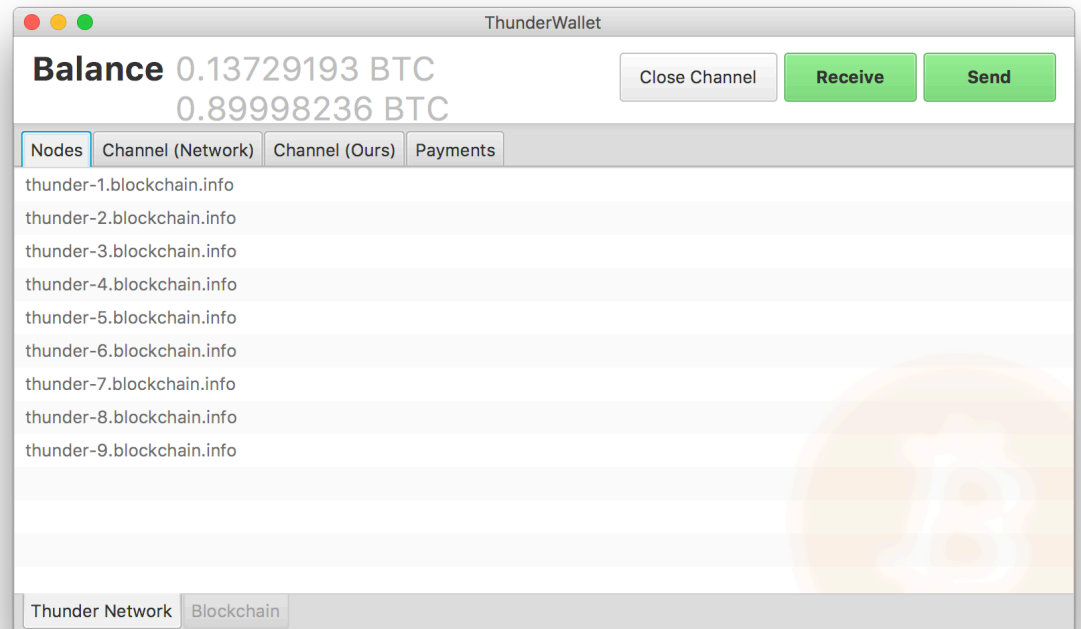 ThunderWallet
Balance 0.13729193 BTC
0.89998236 BTC
Close Channel
Receive
Send
Nodes
Channel (Network)
Channel (Ours)
Payments
thunder-1.blockchain.info
thunder-2.blockchain.info
thunder-3.blockchain.info
thunder-4.blockchain.info
thunder-5.blockchain.info
thunder-6.blockchain.info
thunder-7.blockchain.info
thunder-8.blockchain.info
thunder-9.blockchain.info
Thunder Network
Blockchain